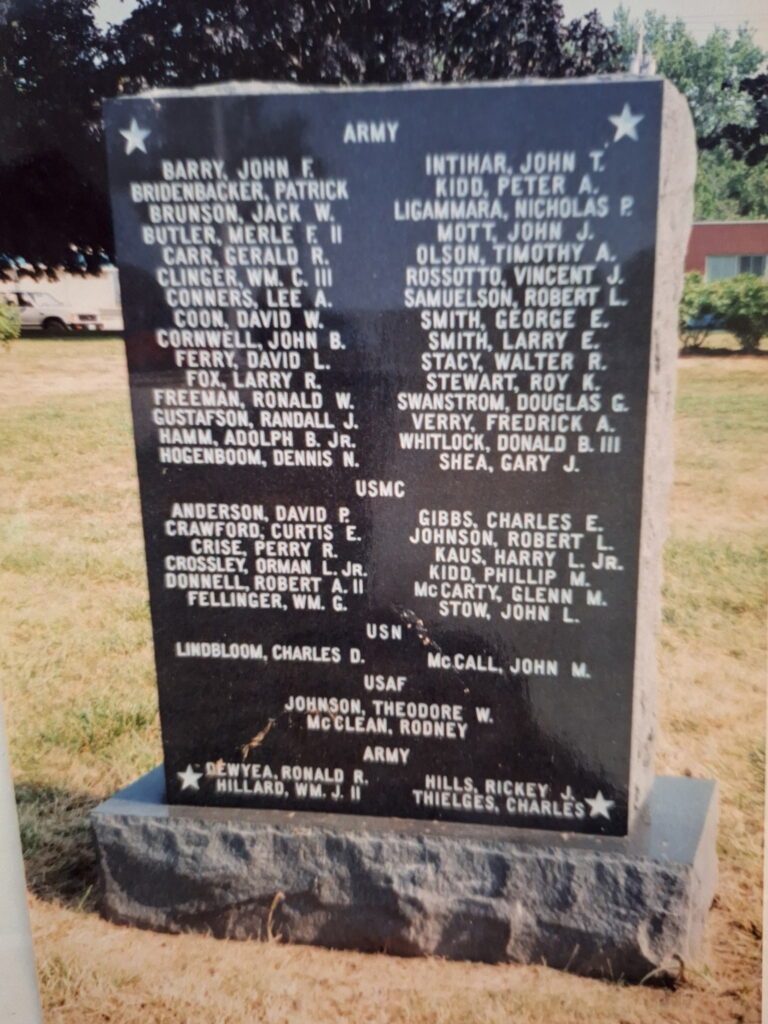 ARMY
BARRY, JOHN F.
BRIDENBACKER, PATRICK
BRUNSON, JACK W.
BUTLER, MERLE F. II
CARR, GERALD R.
CLINGER, WM. C. III
CONNERS, LEE A.
COON, DAVID W.
CORNWELL, JOHN B.
FERRY, DAVID L.
FOX, LARRY R.
FREEMAN, RONALD W.
GUSTAFSON, RANDALL J.
HAMM, ADOLPH B. JR.
HOGENBOOM, DENNIS N.
INTIHAR, JOHN T.
KIDD, PETER A.
LIGAMMARA, NICHOLAS P.
MOTT, JOHN J.
OLSON, TIMOTHY A.
ROSSOTTO, VINCENT J.
SAMUELSON, ROBERT L.
SMITH, GEORGE E.
SMITH, LARRY E.
STACY, WALTER R.
STEWART, ROY K.
SWANSTROM, DOUGLAS G.
VERRY, FREDRICK A.
WHITLOCK, DONALD B. III
SHEA, GARY J.
USMC
ANDERSON, DAVID P.
CRAWFORD, CURTIS E.
CRISE, PERRY R.
CROSSLEY, ORMAN L. JR.
DONNELL, ROBERT A. II
FELLINGER, WM. G.
GIBBS, CHARLES E.
JOHNSON, ROBERT L.
KAUS, HARRY L. JR.
KIDD, PHILLIP M.
McCARTY, GLENN M.
STOW, JOHN L.
USN
LINDBLOOM, CHARLES D.
McCALL, JOHN M.
USAF
JOHNSON, THEODORE W.
McCLEAN, RODNEY
ARMY
DEWYEA, RONALD R.
HILLARD, WM. J. II
HILLS, RICKEY J.
THIELGES, CHARLES